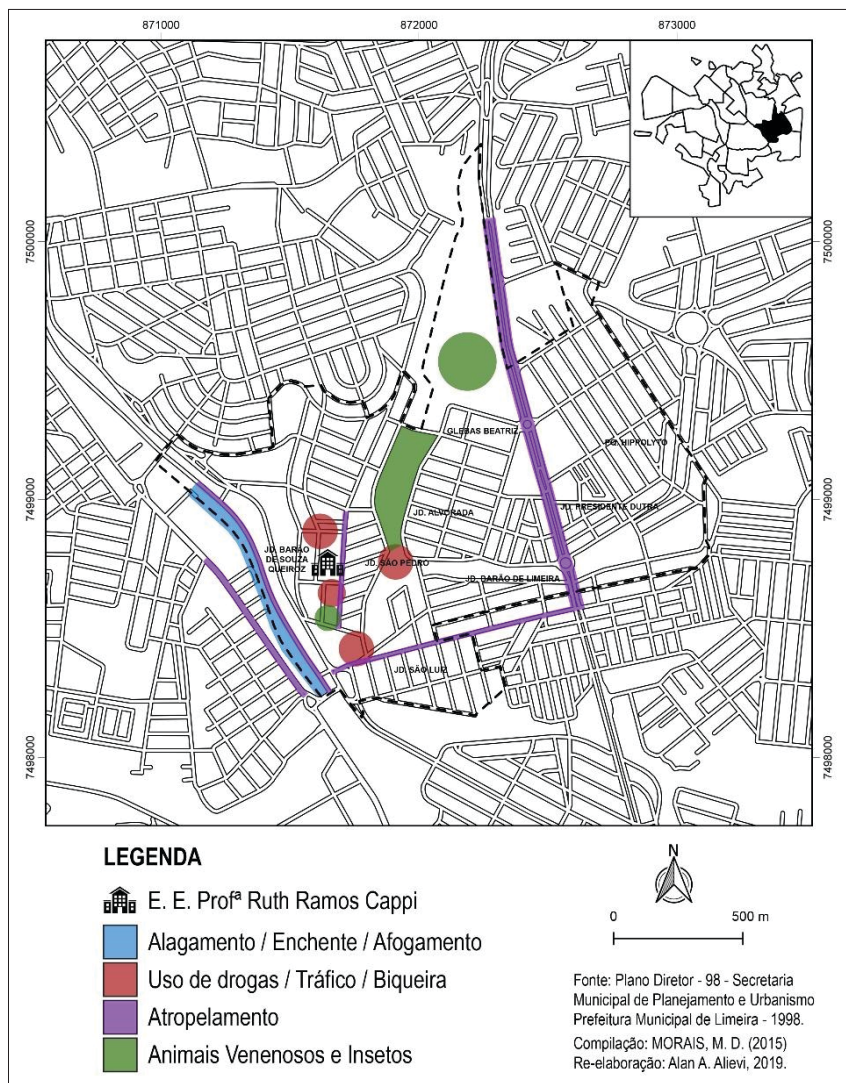 871000
872000
873000
7500000
7500000
GLEBAS BEATRIZ
PQ. HIPPOLYTO
7499000
7499000
JD. ALVORADA
JD. PRESIDENTE DUTRA
JD. BARÃO
DE SOUZA
QUEIROZ
JD. SÃO PEDRO
JD. BARÃO DE LIMEIRA
JD. SÃO LUIZ
7498000
7498000
LEGENDA
E. E. Profª Ruth Ramos Cappi
Alagamento / Enchente / Afogamento
Uso de drogas / Tráfico / Biqueira
Atropelamento
Animais Venenosos e Insetos
N
0 500 m
Fonte: Plano Diretor - 98 - Secretaria
Municipal de Planejamento e Urbanismo
Prefeitura Municipal de Limeira - 1998.
Compilação: MORAIS, M. D. (2015)
Re-elaboração: Alan A. Alievi, 2019.